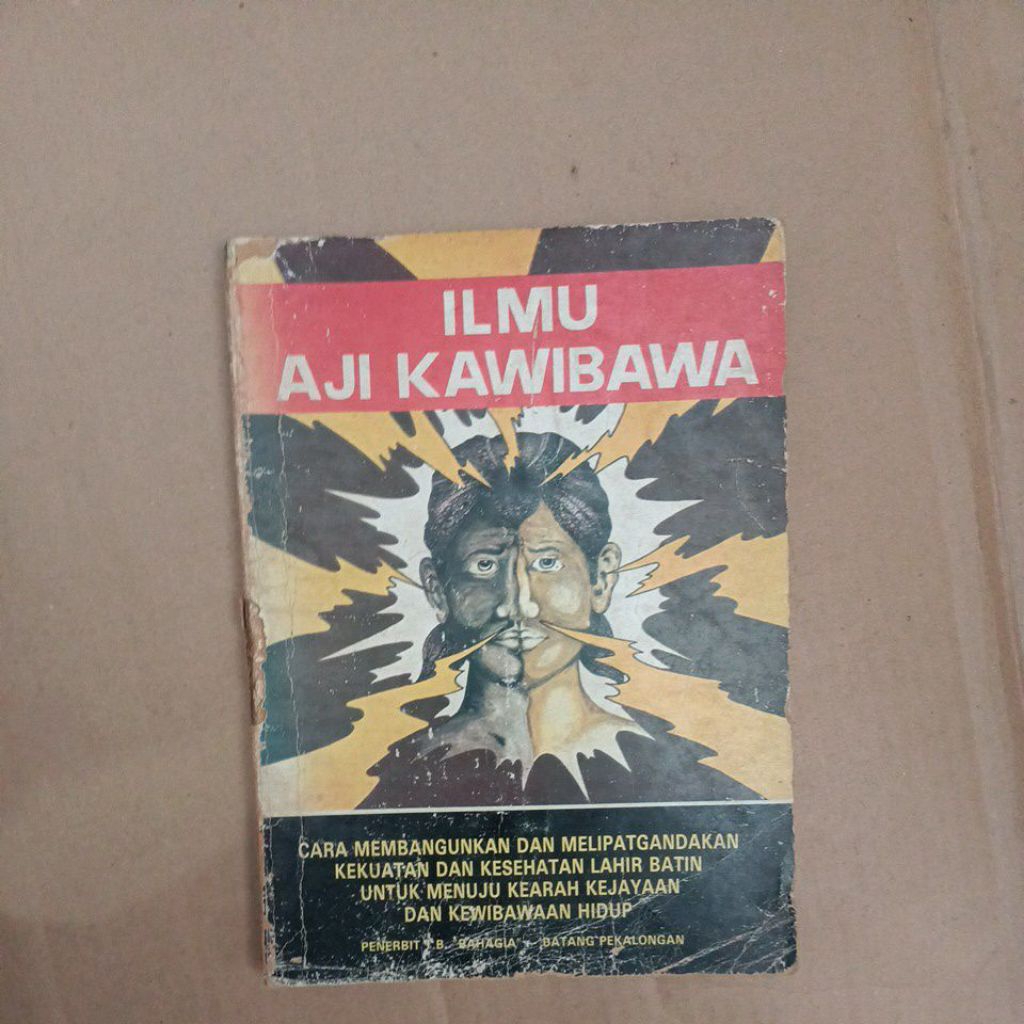 ILMU
AJI KAWIBAWA
CARA MEMBANGUNKAN DAN MELIPATGANDAKAN
KEKUATAN DAN KESEHATAN LAHIR BATIN
UNTUK MENUJU KEARAH KEJAYAAN
DAN KEWIBAWAAN HIDUP
PENERBIT T.B. "BAHAGIA" - BATANG PEKALONGAN